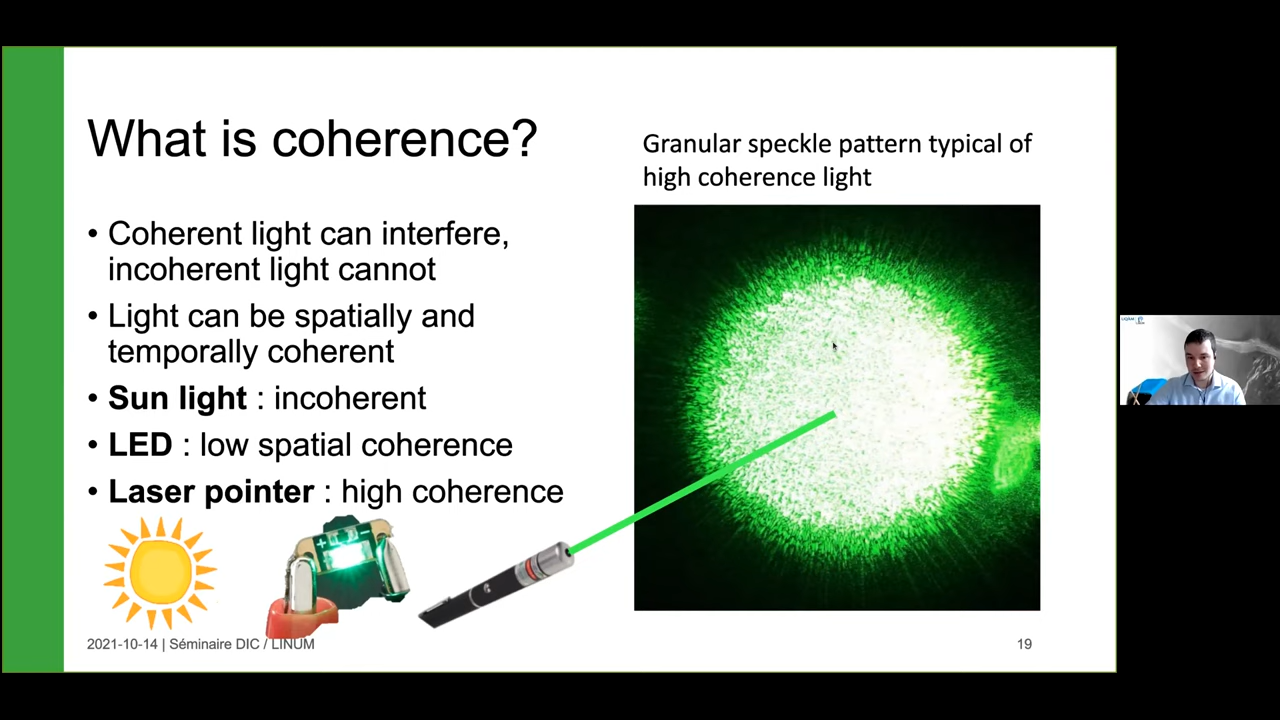 What is coherence?
Granular speckle pattern typical of
high coherence light
• Coherent light can interfere,
incoherent light cannot
• Light can be spatially and
temporally coherent
• Sun light : incoherent
• LED : low spatial coherence
• Laser pointer : high coherence
+ −
2021-10-14 | Séminaire DIC / LINUM
19
UQÀM